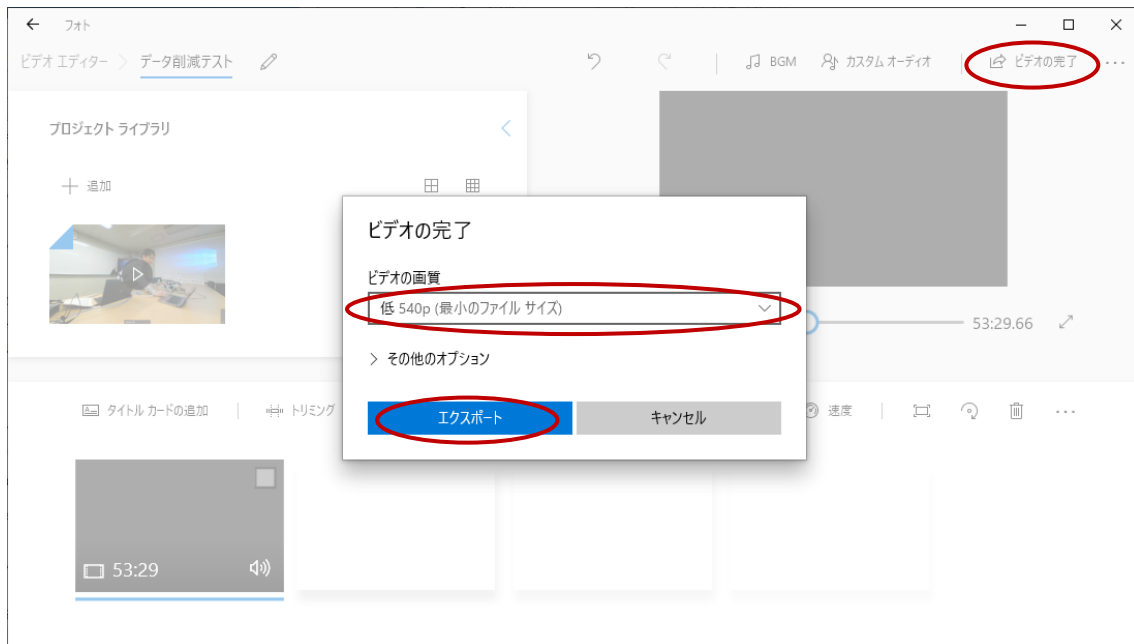 フォト
ビデオ エディター
データ削減テスト
BGM
カスタム オーディオ
ビデオの完了
プロジェクト ライブラリ
追加
ビデオの完了
ビデオの画質
低 540p (最小のファイル サイズ)
その他のオプション
エクスポート
キャンセル
53:29.66
タイトル カードの追加
トリミング
速度
53:29